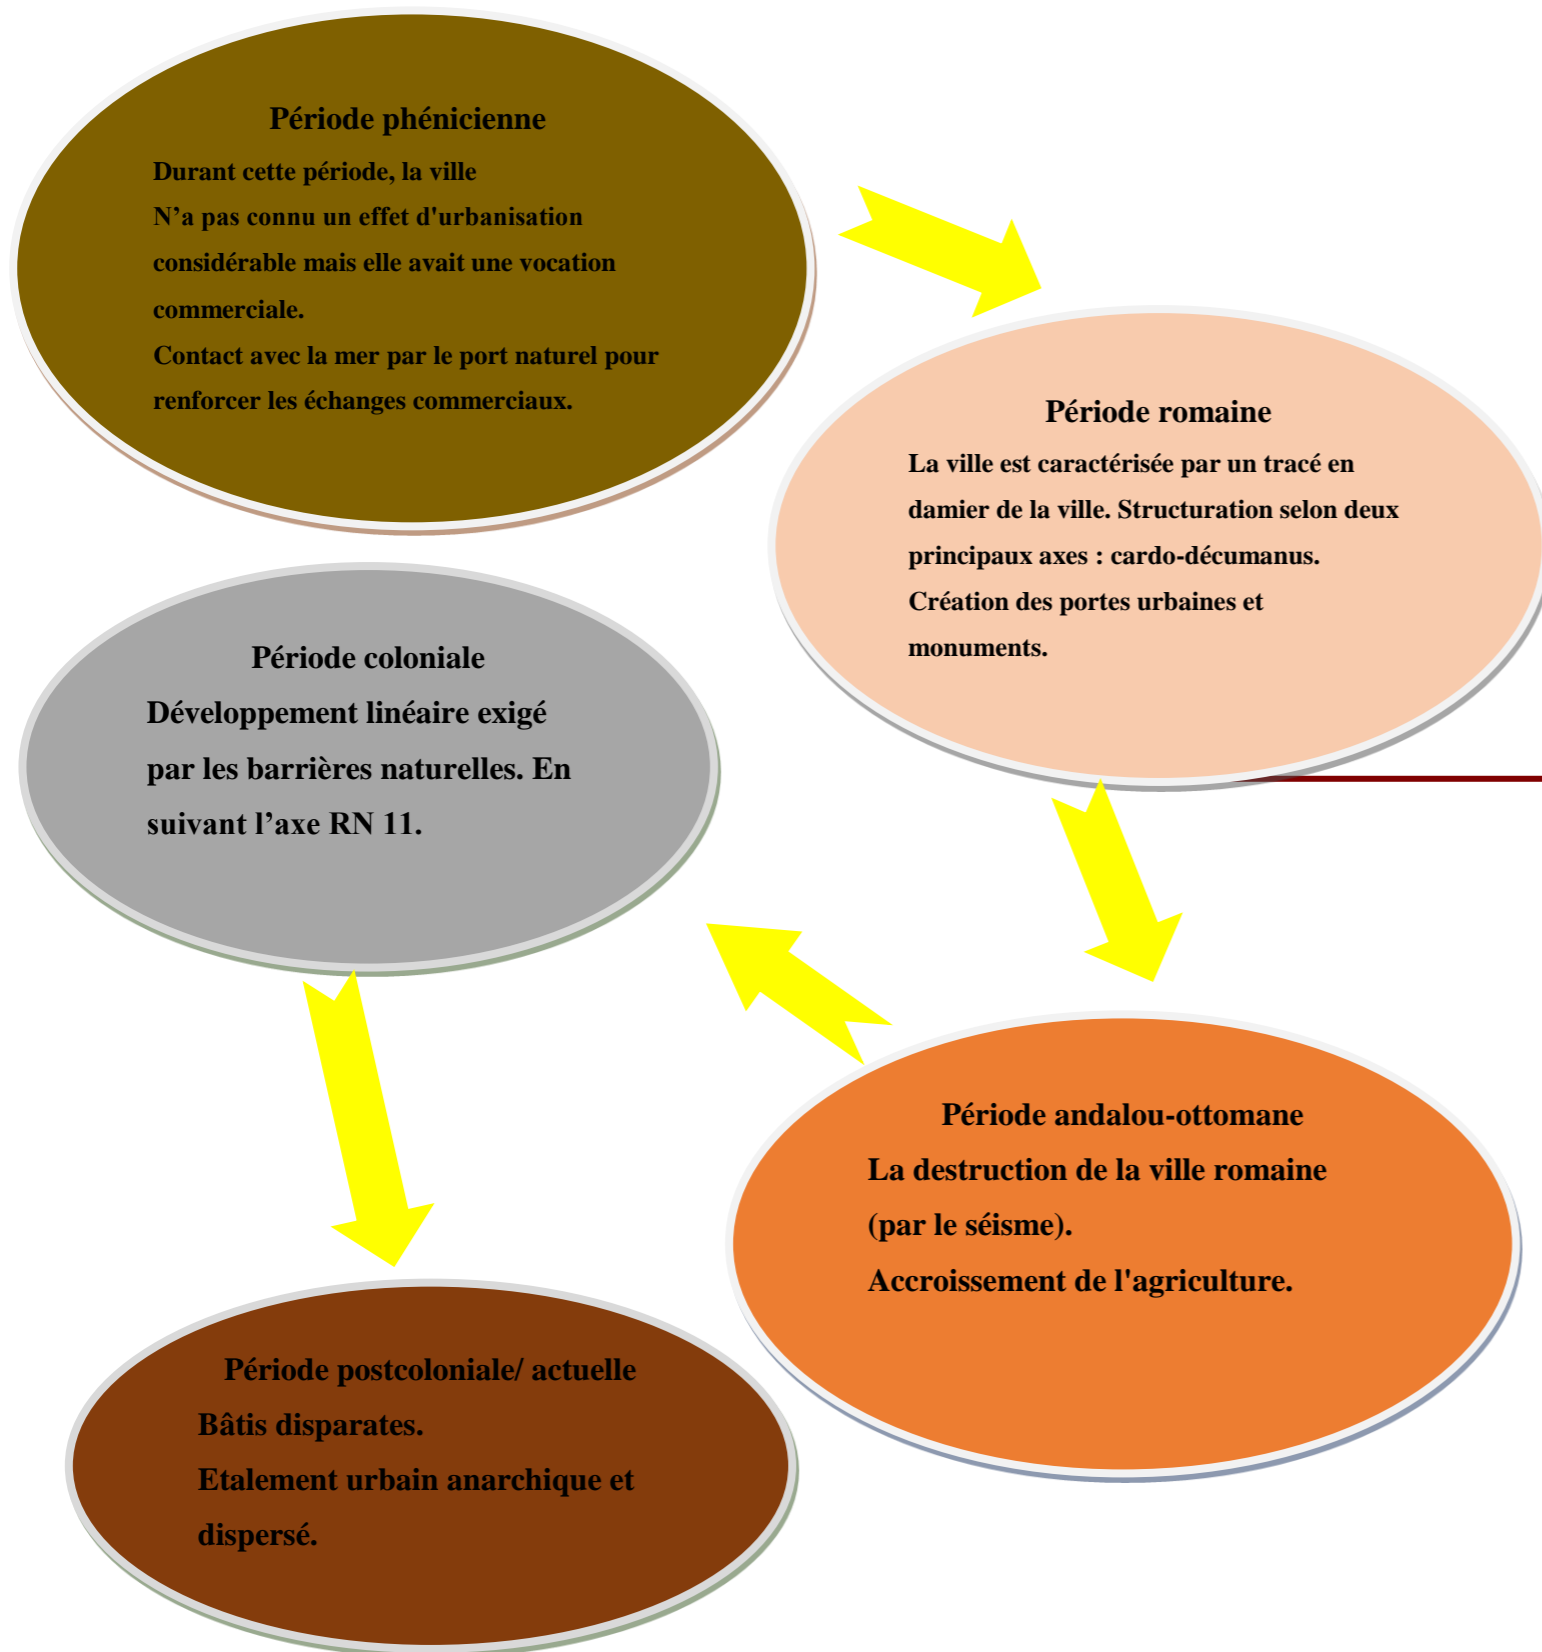 Période phénicienne
Durant cette période, la ville
N’a pas connu un effet d'urbanisation
considérable mais elle avait une vocation
commerciale.
Contact avec la mer par le port naturel pour
renforcer les échanges commerciaux.
Période romaine
La ville est caractérisée par un tracé en
damier de la ville. Structuration selon deux
principaux axes : cardo-décumanus.
Création des portes urbaines et
monuments.
Période andalou-ottomane
La destruction de la ville romaine
(par le séisme).
Accroissement de l'agriculture.
Période coloniale
Développement linéaire exigé
par les barrières naturelles. En
suivant l’axe RN 11.
Période postcoloniale/ actuelle
Bâtis disparates.
Etalement urbain anarchique et
dispersé.